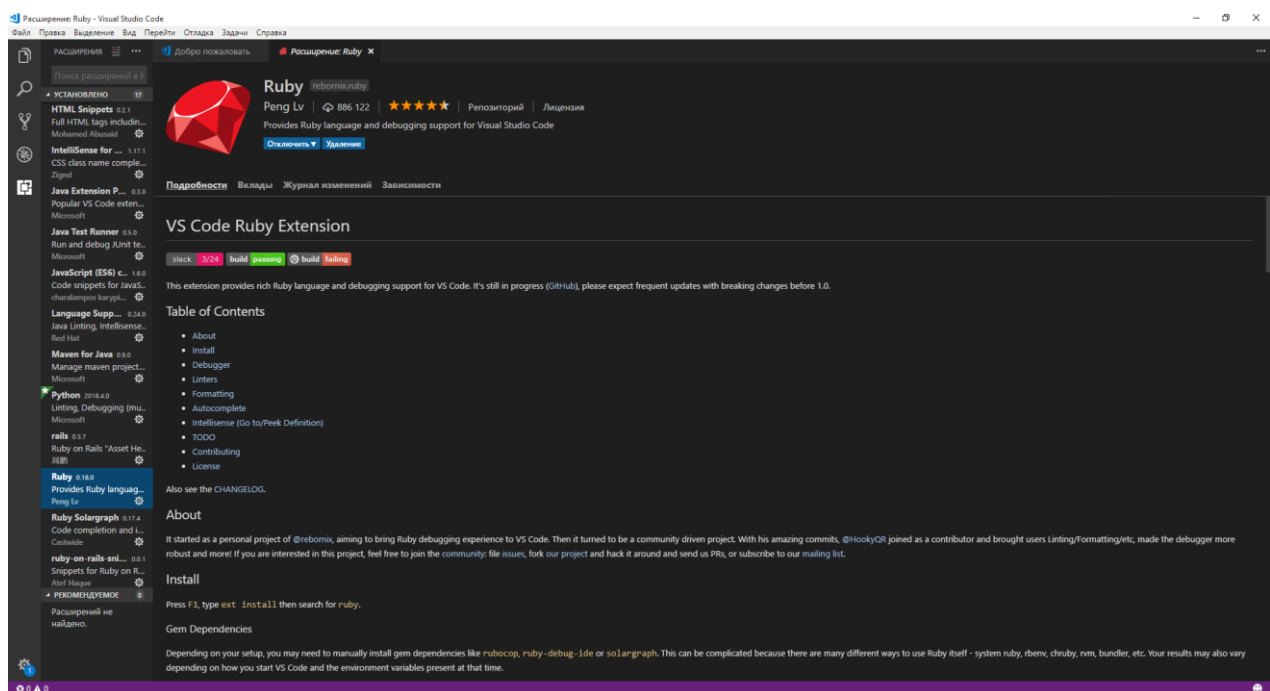 Расширение: Ruby - Visual Studio Code
Файл Правка Выделение Вид Перейти Отладка Задачи Справка
РАСШИРЕНИЯ
Поиск расширений в
УСТАНОВЛЕНО 17
HTML Snippets 0.2.1
Full HTML tags includin...
Mohamed Abusaid
IntelliSense for ... 1.17.1
CSS class name comple...
Zignd
Java Extension P... 0.3.0
Popular VS Code exten...
Microsoft
Java Test Runner 0.5.0
Run and debug JUnit te...
Microsoft
JavaScript (ES6) c... 1.6.0
Code snippets for JavaS...
charalampos karypi...
Language Supp... 0.24.0
Java Linting, Intellisense...
Red Hat
Maven for Java 0.8.0
Manage maven project...
Microsoft
Python 2018.4.0
Linting, Debugging (mu...
Microsoft
rails 0.5.7
Ruby on Rails "Asset He...
Ruby 0.18.0
Provides Ruby languag...
Peng Lv
Ruby Solargraph 0.17.4
Code completion and i...
Castwide
ruby-on-rails-sni... 0.0.1
Snippets for Ruby on R...
Atef Haque
РЕКОМЕНДУЕМОЕ 0
Расширений не
найдено.
1
Добро пожаловать
Расширение: Ruby
Ruby rebornix.ruby
Peng Lv 886 122 Репозиторий Лицензия
Provides Ruby language and debugging support for Visual Studio Code
Отключить Удаление
Подробности Вклады Журнал изменений Зависимости
VS Code Ruby Extension
slack 3/24 build passing build failing
This extension provides rich Ruby language and debugging support for VS Code. It's still in progress (GitHub), please expect frequent updates with breaking changes before 1.0.
Table of Contents
• About
• Install
• Debugger
• Linters
• Formatting
• Autocomplete
• Intellisense (Go to/Peek Definition)
• TODO
• Contributing
• License
Also see the CHANGELOG.
About
It started as a personal project of @rebornix, aiming to bring Ruby debugging experience to VS Code. Then it turned to be a community driven project. With his amazing commits, @HookyQR joined as a contributor and brought users Linting/Formatting/etc, made the debugger more
robust and more! If you are interested in this project, feel free to join the community: file issues, fork our project and hack it around and send us PRs, or subscribe to our mailing list.
Install
Press F1, type ext install then search for ruby.
Gem Dependencies
Depending on your setup, you may need to manually install gem dependencies like rubocop, ruby-debug-ide or solargraph. This can be complicated because there are many different ways to use Ruby itself - system ruby, rbenv, chruby, rvm, bundler, etc. Your results may also vary
depending on how you start VS Code and the environment variables present at that time.
0 0